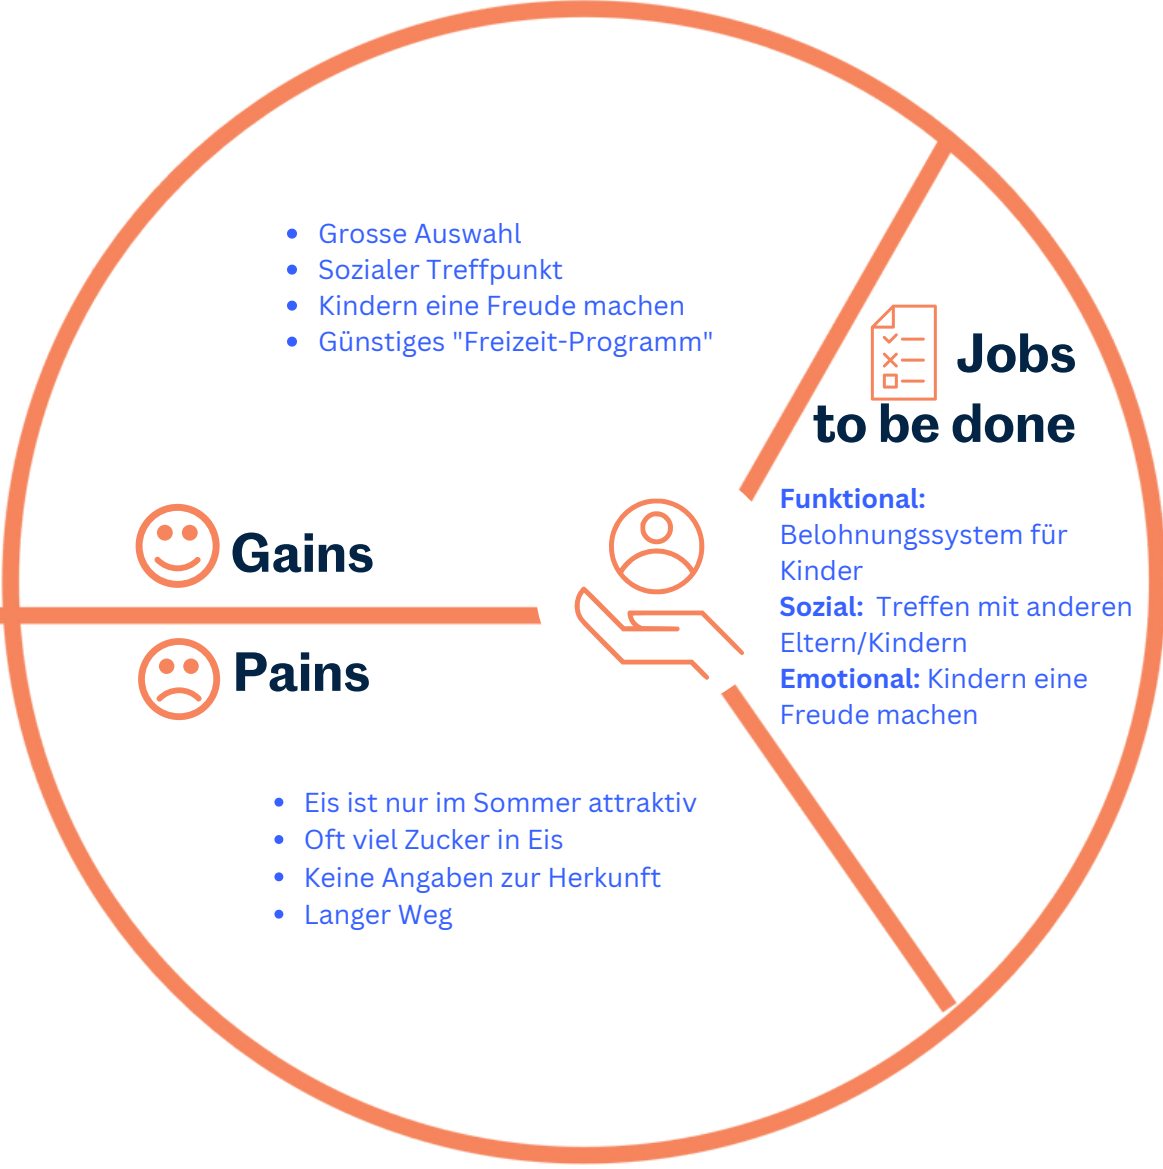 Grosse Auswahl
Sozialer Treffpunkt
Kindern eine Freude machen
Günstiges "Freizeit-Programm"
Gains
Pains
Eis ist nur im Sommer attraktiv
Oft viel Zucker in Eis
Keine Angaben zur Herkunft
Langer Weg
Jobs
to be done
Funktional:
Belohnungssystem für
Kinder
Sozial: Treffen mit anderen
Eltern/Kindern
Emotional: Kindern eine
Freude machen